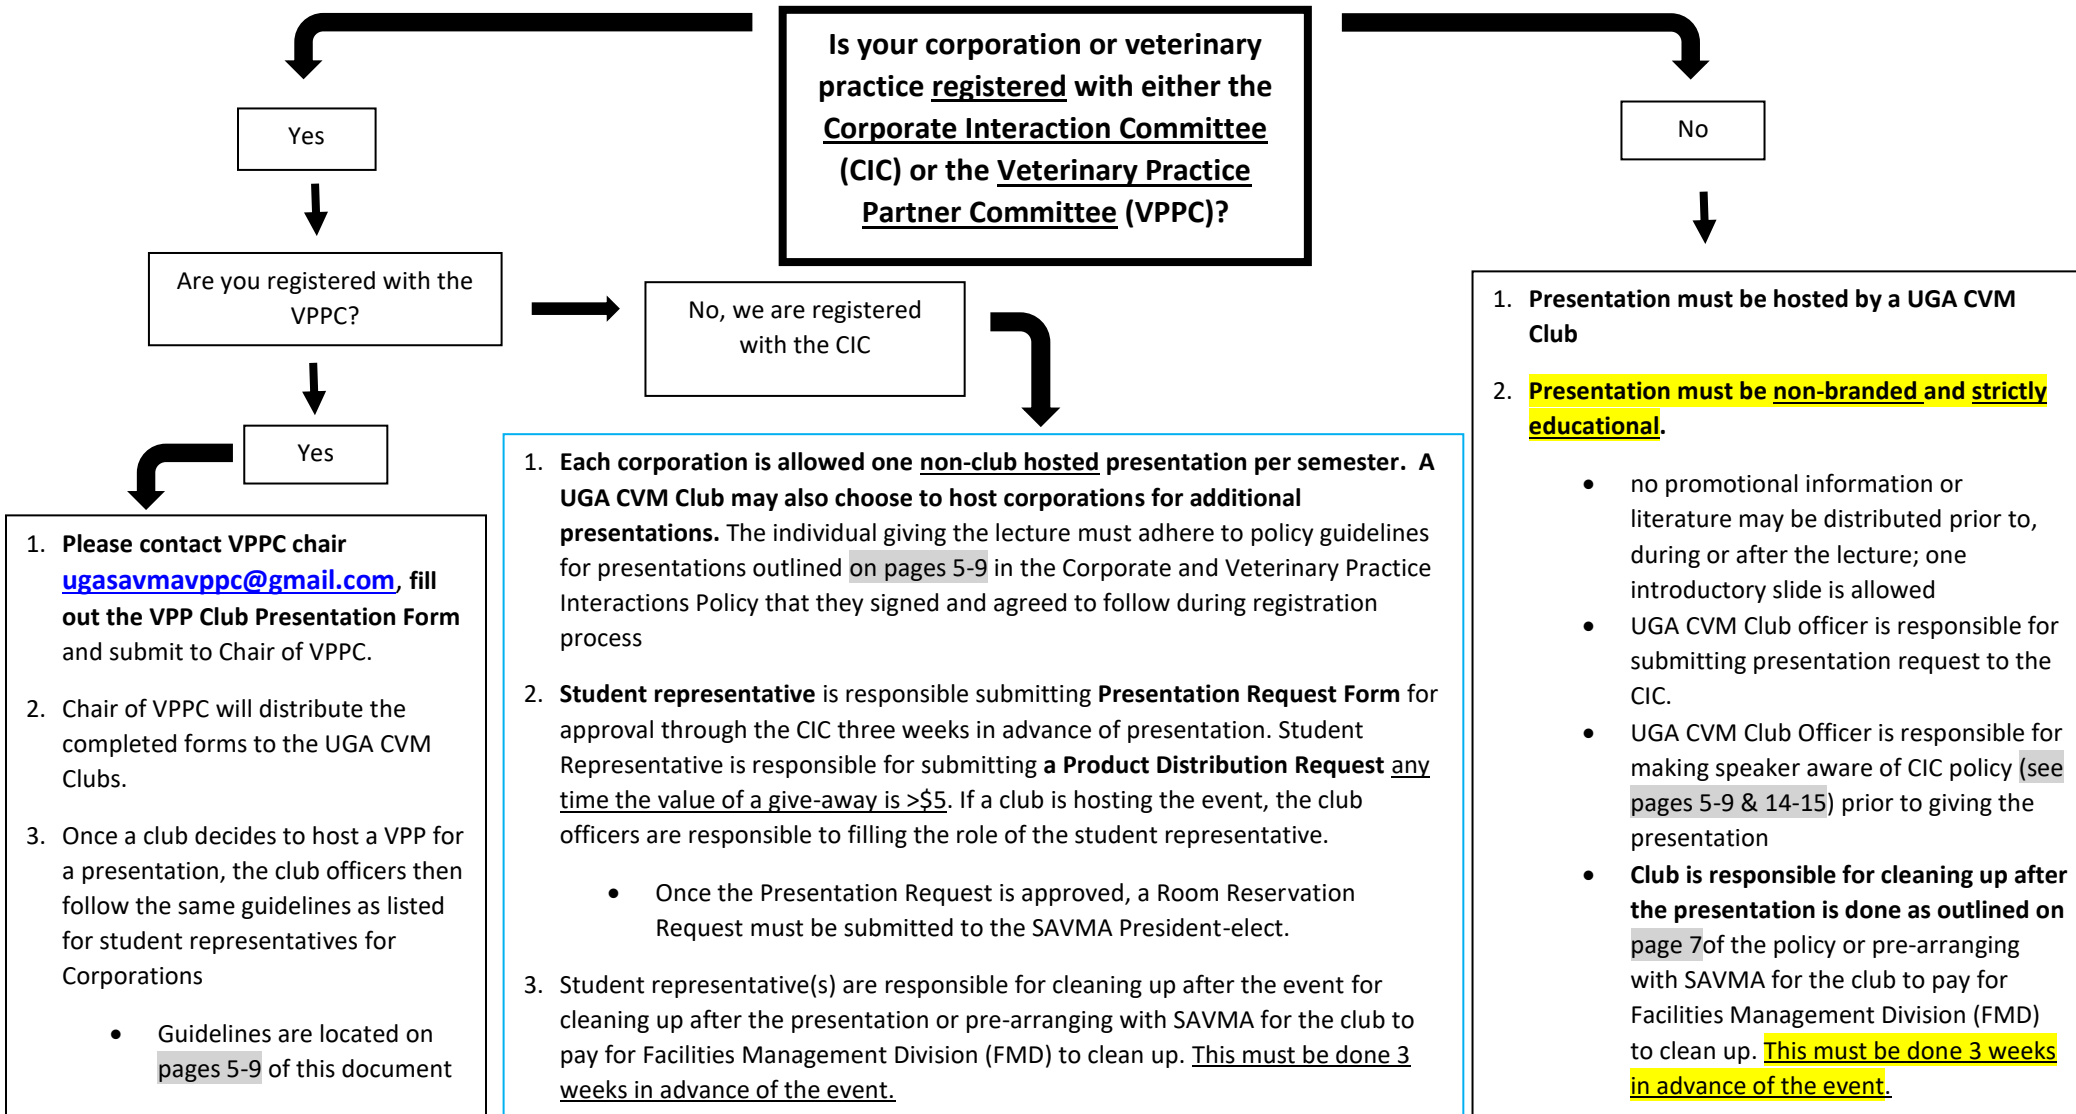 Is your corporation or veterinary
practice registered with either the
Corporate Interaction Committee
(CIC) or the Veterinary Practice
Partner Committee (VPPC)?
Yes
No
Are you registered with the
VPPC?
No, we are registered
with the CIC
Yes
1. Please contact VPPC chair
ugasavmavppc@gmail.com, fill
out the VPP Club Presentation Form
and submit to Chair of VPPC.
2. Chair of VPPC will distribute the
completed forms to the UGA CVM
Clubs.
3. Once a club decides to host a VPP for
a presentation, the club officers then
follow the same guidelines as listed
for student representatives for
Corporations
• Guidelines are located on
pages 5-9 of this document
1. Each corporation is allowed one non-club hosted presentation per semester. A
UGA CVM Club may also choose to host corporations for additional
presentations. The individual giving the lecture must adhere to policy guidelines
for presentations outlined on pages 5-9 in the Corporate and Veterinary Practice
Interactions Policy that they signed and agreed to follow during registration
process
2. Student representative is responsible submitting Presentation Request Form for
approval through the CIC three weeks in advance of presentation. Student
Representative is responsible for submitting a Product Distribution Request any
time the value of a give-away is >$5. If a club is hosting the event, the club
officers are responsible to filling the role of the student representative.
• Once the Presentation Request is approved, a Room Reservation
Request must be submitted to the SAVMA President-elect.
3. Student representative(s) are responsible for cleaning up after the event for
cleaning up after the presentation or pre-arranging with SAVMA for the club to
pay for Facilities Management Division (FMD) to clean up. This must be done 3
weeks in advance of the event.
1. Presentation must be hosted by a UGA CVM
Club
2. Presentation must be non-branded and strictly
educational.
• no promotional information or
literature may be distributed prior to,
during or after the lecture; one
introductory slide is allowed
• UGA CVM Club officer is responsible for
submitting presentation request to the
CIC.
• UGA CVM Club Officer is responsible for
making speaker aware of CIC policy (see
pages 5-9 & 14-15) prior to giving the
presentation
• Club is responsible for cleaning up after
the presentation is done as outlined on
page 7of the policy or pre-arranging
with SAVMA for the club to pay for
Facilities Management Division (FMD)
to clean up. This must be done 3 weeks
in advance of the event.